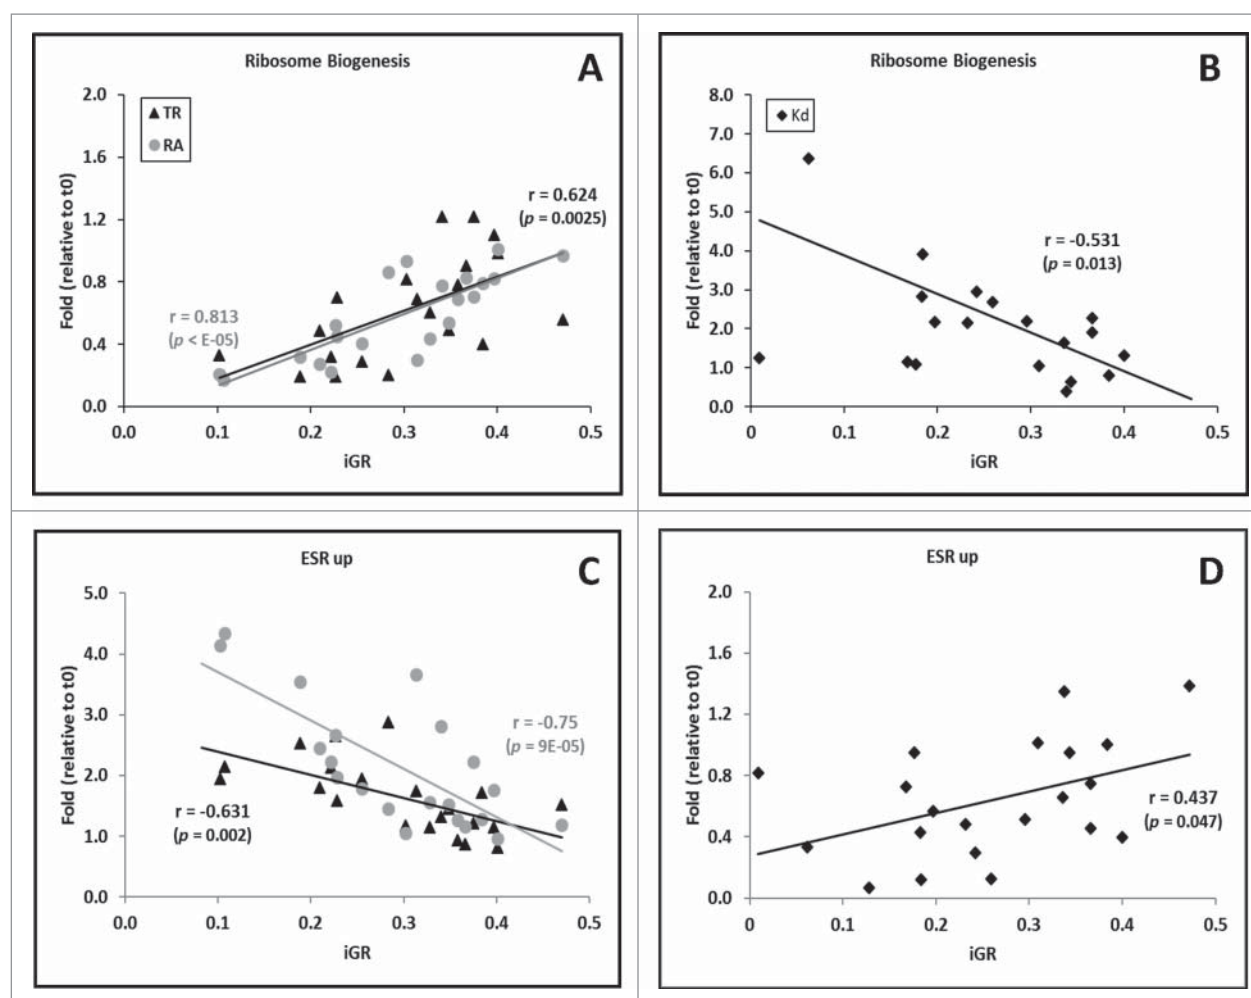 Ribosome Biogenesis
A
2.0
1.6
1.2
0.8
0.4
0.0
Fold (relative to t0)
TR
RA
r = 0.624
(p = 0.0025)
r = 0.813
(p < E-05)
0.0 0.1 0.2 0.3 0.4 0.5
iGR
Ribosome Biogenesis
B
8.0
7.0
6.0
5.0
4.0
3.0
2.0
1.0
0.0
Fold (relative to t0)
Kd
r = -0.531
(p = 0.013)
0 0.1 0.2 0.3 0.4 0.5
iGR
ESR up
C
5.0
4.0
3.0
2.0
1.0
0.0
Fold (relative to t0)
r = -0.75
(p = 9E-05)
r = -0.631
(p = 0.002)
0.0 0.1 0.2 0.3 0.4 0.5
iGR
ESR up
D
2.0
1.6
1.2
0.8
0.4
0.0
Fold (relative to t0)
r = 0.437
(p = 0.047)
0 0.1 0.2 0.3 0.4 0.5
iGR